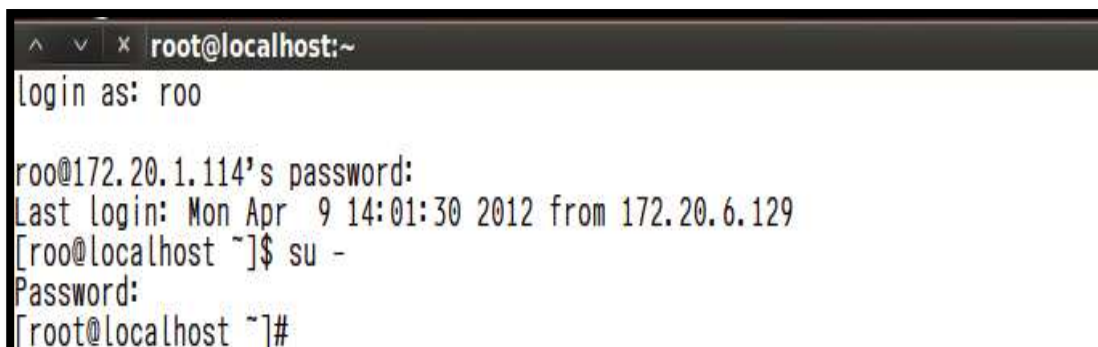 root@localhost:~
login as: roo
roo@172.20.1.114's password:
Last login: Mon Apr  9 14:01:30 2012 from 172.20.6.129
[roo@localhost ~]$ su -
Password:
[root@localhost ~]#